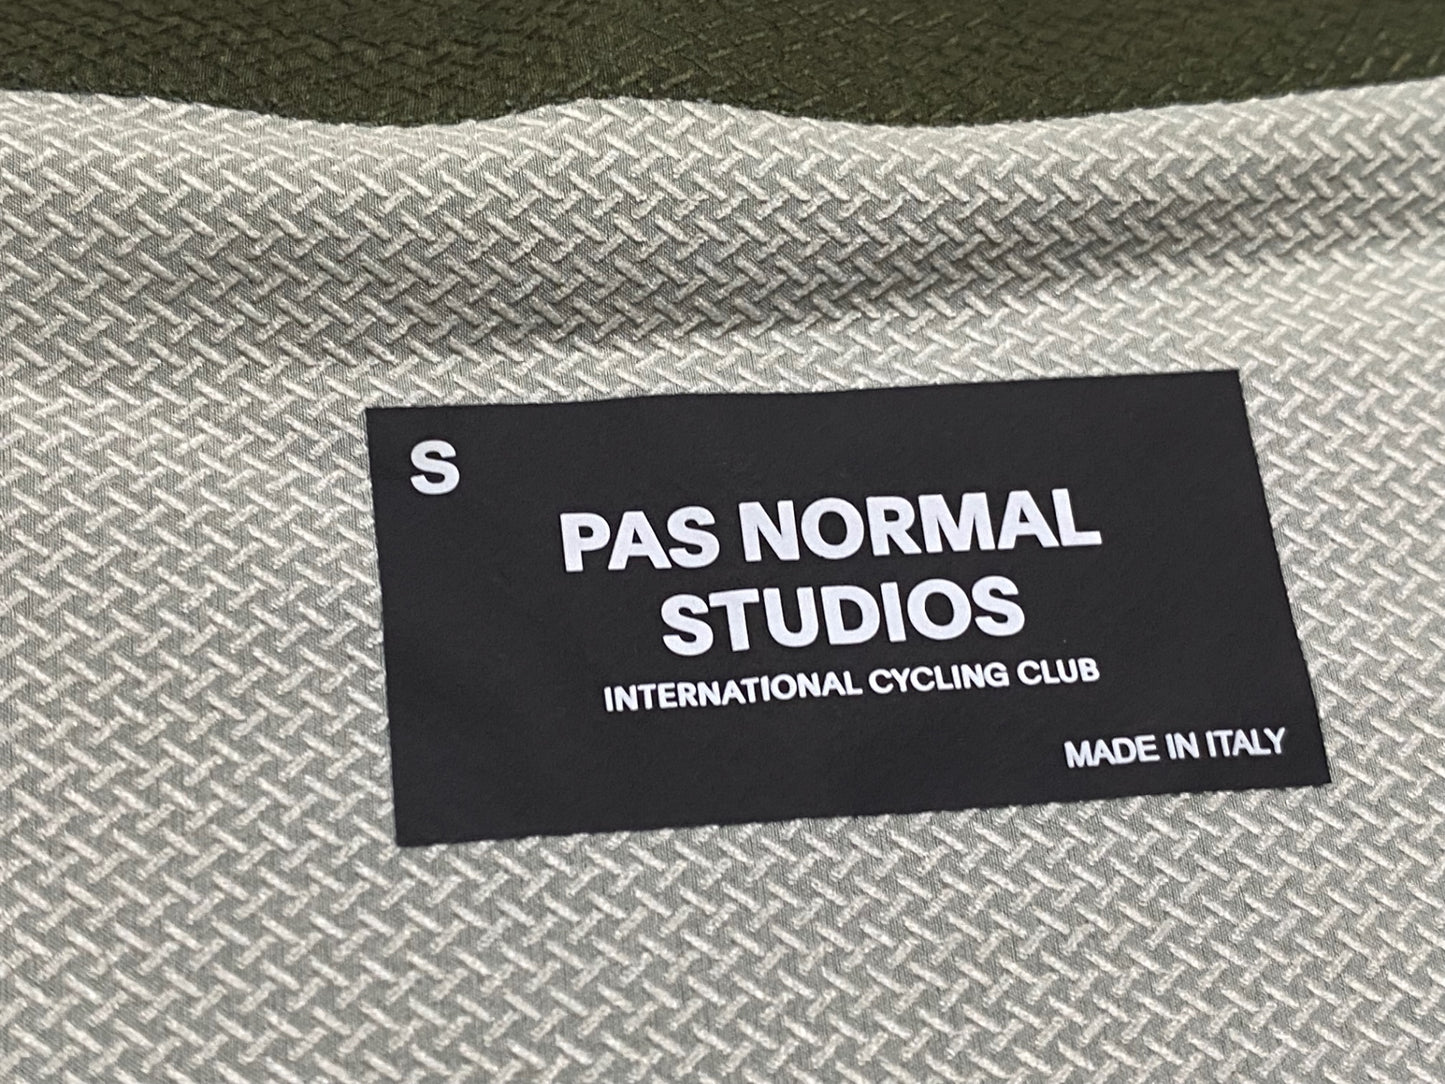 S
PAS NORMAL
STUDIOS
INTERNATIONAL CYCLING CLUB
MADE IN ITALY